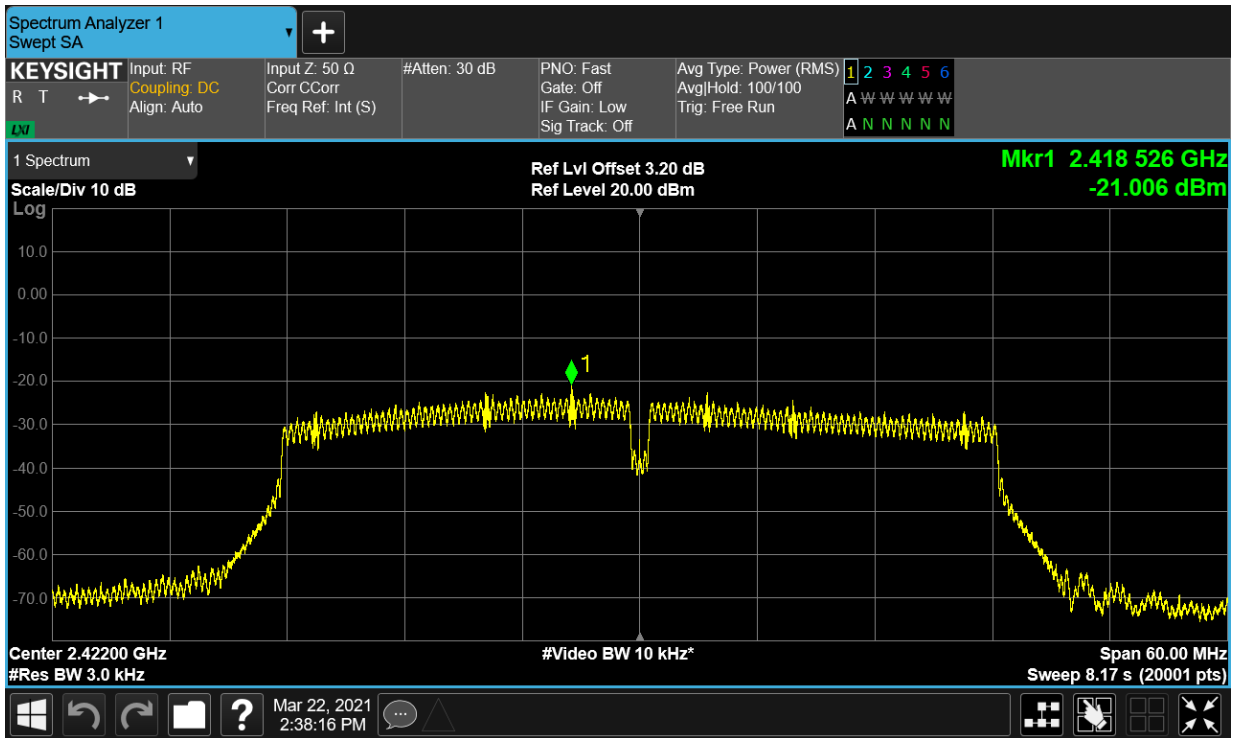 Spectrum Analyzer 1
Swept SA
+
KEYSIGHT
R T
LXI
Input: RF
Coupling: DC
Align: Auto
Input Z: 50 Ω
Corr CCorr
Freq Ref: Int (S)
#Atten: 30 dB
PNO: Fast
Gate: Off
IF Gain: Low
Sig Track: Off
Avg Type: Power (RMS)
Avg|Hold: 100/100
Trig: Free Run
1 2 3 4 5 6
A W W W W W
A N N N N N
1 Spectrum
Scale/Div 10 dB
Log
Ref Lvl Offset 3.20 dB
Ref Level 20.00 dBm
Mkr1 2.418 526 GHz
-21.006 dBm
10.0
0.00
-10.0
-20.0
-30.0
-40.0
-50.0
-60.0
-70.0
1
Center 2.42200 GHz
#Res BW 3.0 kHz
#Video BW 10 kHz*
Span 60.00 MHz
Sweep 8.17 s (20001 pts)
?
Mar 22, 2021
2:38:16 PM